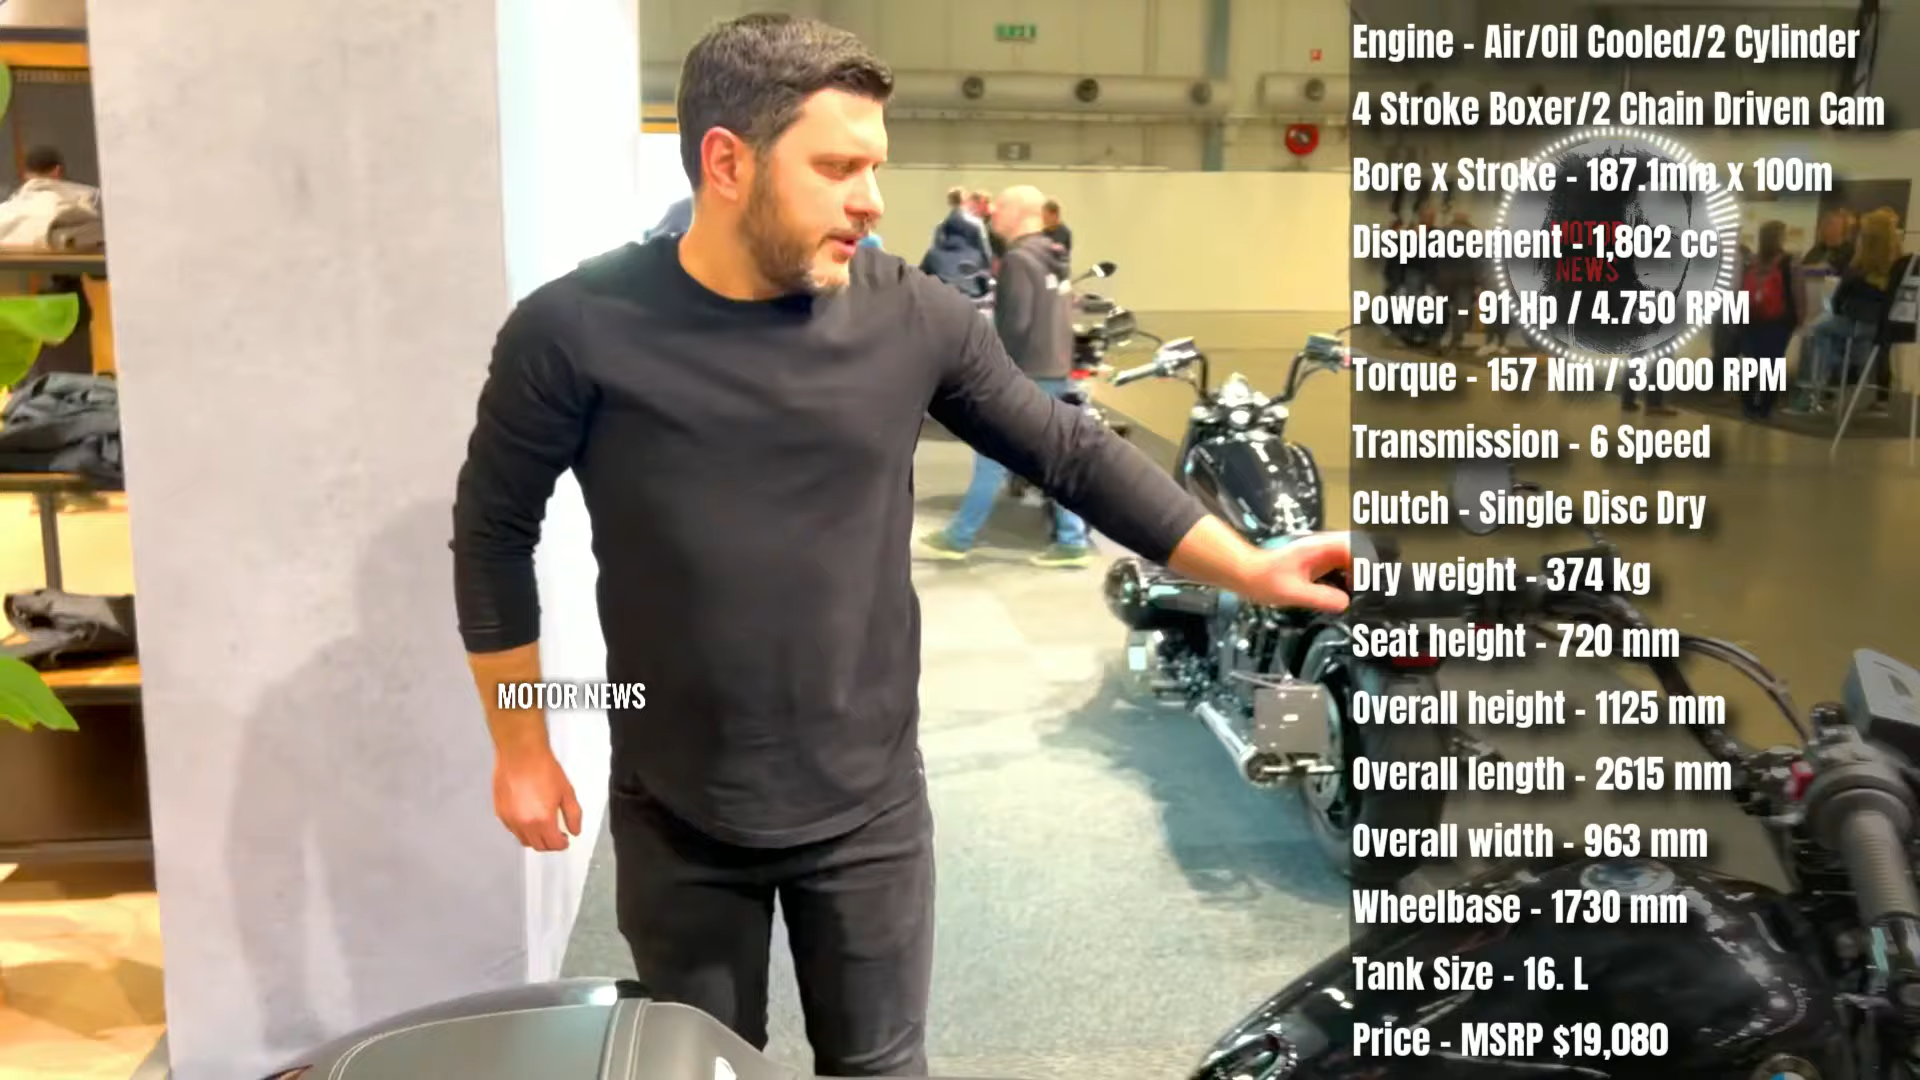 Engine - Air/Oil Cooled/2 Cylinder
4 Stroke Boxer/2 Chain Driven Cam
Bore x Stroke - 187.1mm x 100m
Displacement - 1,802 cc
MOTOR
NEWS
Power - 91 Hp / 4.750 RPM
Torque - 157 Nm / 3.000 RPM
Transmission - 6 Speed
Clutch - Single Disc Dry
Dry weight - 374 kg
Seat height - 720 mm
MOTOR NEWS
Overall height - 1125 mm
Overall length - 2615 mm
Overall width - 963 mm
Wheelbase - 1730 mm
Tank Size - 16. L
Price - MSRP $19,080